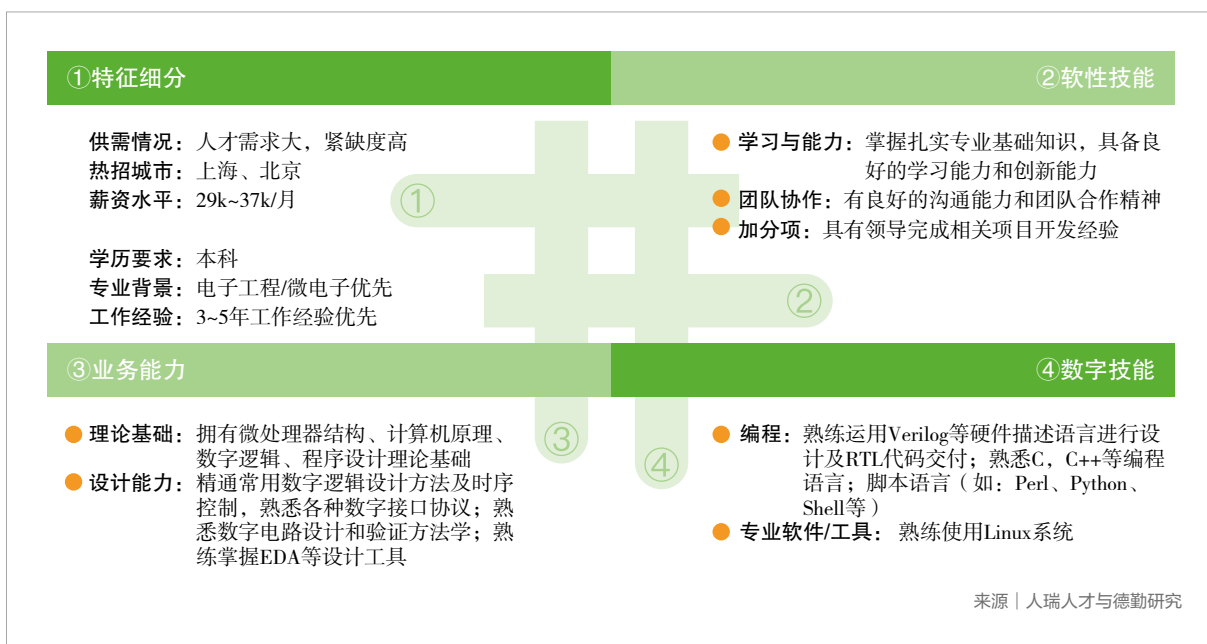 ①特征细分
供需情况：人才需求大，紧缺度高
热招城市：上海、北京
薪资水平：29k~37k/月
学历要求：本科
专业背景：电子工程/微电子优先
工作经验：3~5年工作经验优先
①
②软性技能
学习与能力：掌握扎实专业基础知识，具备良
好的学习能力和创新能力
团队协作：有良好的沟通能力和团队合作精神
加分项：具有领导完成相关项目开发经验
②
③业务能力
理论基础：拥有微处理器结构、计算机原理、
数字逻辑、程序设计理论基础
设计能力：精通常用数字逻辑设计方法及时序
控制，熟悉各种数字接口协议；熟
悉数字电路设计和验证方法学；熟
练掌握EDA等设计工具
③
④数字技能
④
编程：熟练运用Verilog等硬件描述语言进行设
计及RTL代码交付；熟悉C，C++等编程
语言；脚本语言（如：Perl、Python、
Shell等）
专业软件/工具：熟练使用Linux系统
来源｜人瑞人才与德勤研究